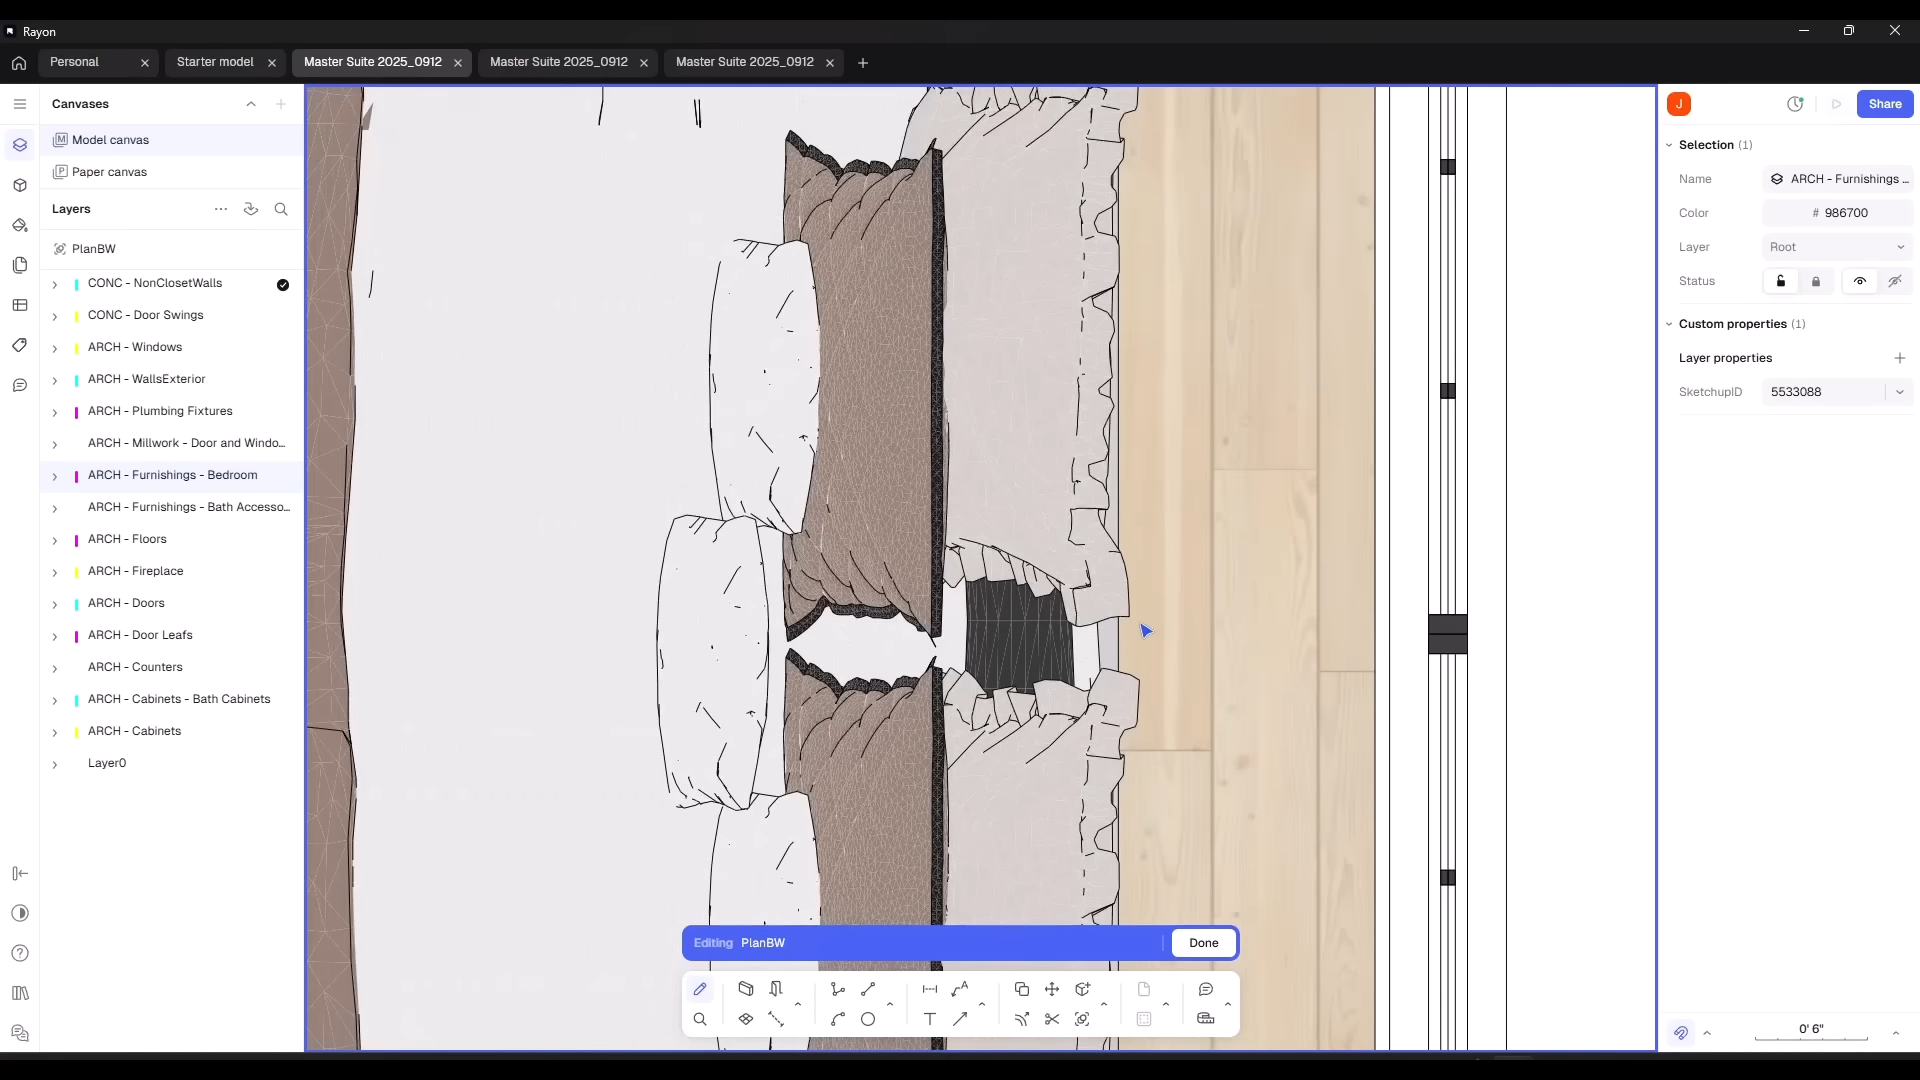 Rayon
Personal
Starter model
Master Suite 2025_0912
Master Suite 2025_0912
Master Suite 2025_0912
Canvases
Model canvas
Paper canvas
Layers
PlanBW
CONC - NonClosetWalls
CONC - Door Swings
ARCH - Windows
ARCH - WallsExterior
ARCH - Plumbing Fixtures
ARCH - Millwork - Door and Windo...
ARCH - Furnishings - Bedroom
ARCH - Furnishings - Bath Accesso...
ARCH - Floors
ARCH - Fireplace
ARCH - Doors
ARCH - Door Leafs
ARCH - Counters
ARCH - Cabinets - Bath Cabinets
ARCH - Cabinets
Layer0
Editing PlanBW
Done
J
Share
Selection (1)
Name ARCH - Furnishings ...
Color # 986700
Layer Root
Status
Custom properties (1)
Layer properties
SketchupID 5533088
0' 6"